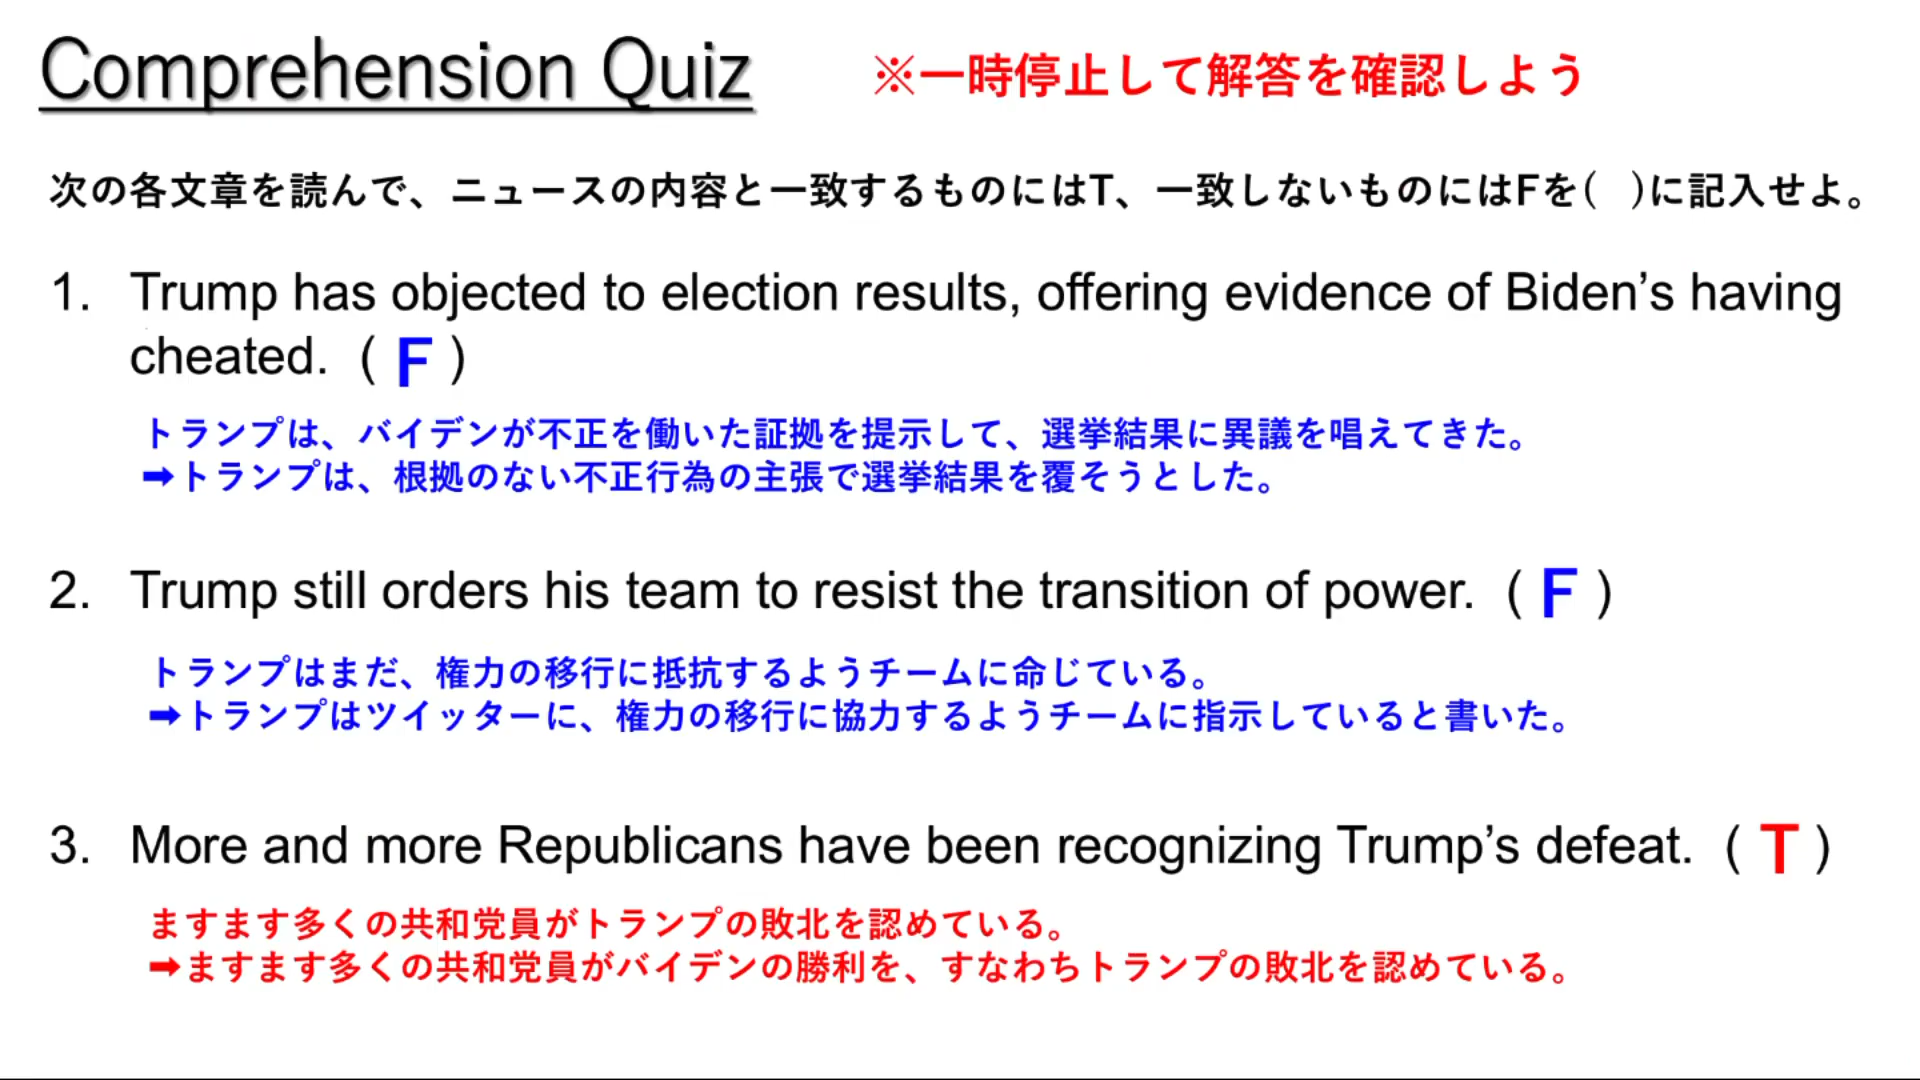 Comprehension Quiz
※一時停止して解答を確認しよう
次の各文章を読んで、ニュースの内容と一致するものにはT、一致しないものにはFを( )に記入せよ。
1. Trump has objected to election results, offering evidence of Biden’s having
cheated. ( F )
トランプは、バイデンが不正を働いた証拠を提示して、選挙結果に異議を唱えてきた。
➡トランプは、根拠のない不正行為の主張で選挙結果を覆そうとした。
2. Trump still orders his team to resist the transition of power. ( F )
トランプはまだ、権力の移行に抵抗するようチームに命じている。
➡トランプはツイッターに、権力の移行に協力するようチームに指示していると書いた。
3. More and more Republicans have been recognizing Trump’s defeat. ( T )
ますます多くの共和党員がトランプの敗北を認めている。
➡ますます多くの共和党員がバイデンの勝利を、すなわちトランプの敗北を認めている。